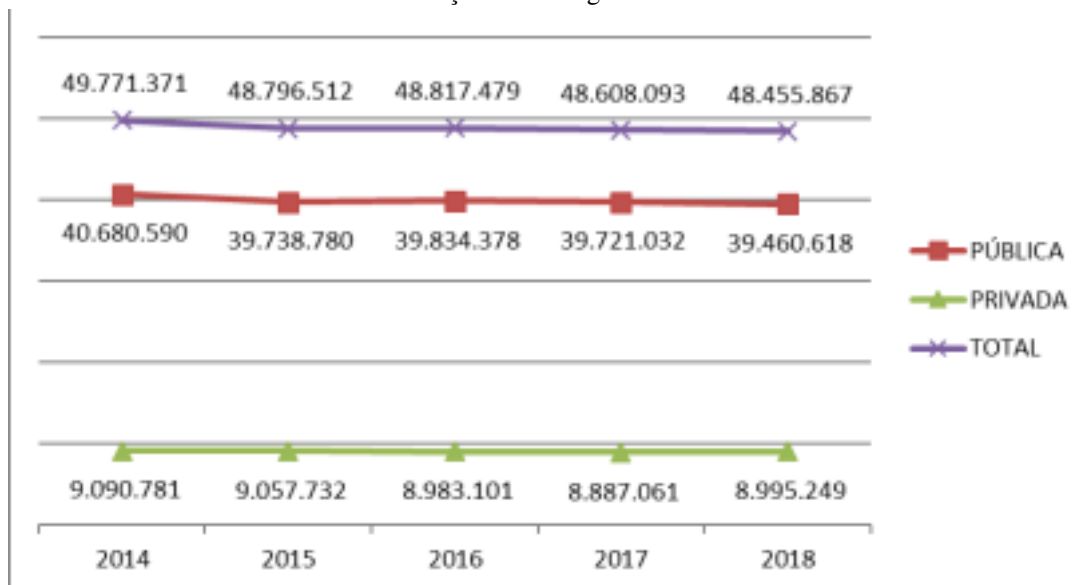 49.771.371 48.796.512 48.817.479 48.608.093 48.455.867
40.680.590 39.738.780 39.834.378 39.721.032 39.460.618
PÚBLICA
PRIVADA
TOTAL
9.090.781 9.057.732 8.983.101 8.887.061 8.995.249
2014 2015 2016 2017 2018